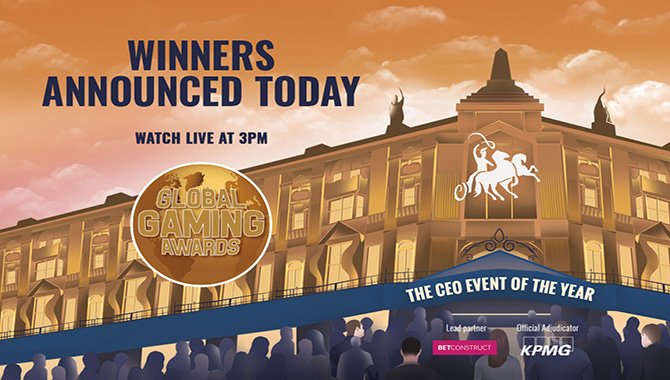 WINNERS
ANNOUNCED TODAY
WATCH LIVE AT 3PM
GLOBAL
GAMING
AWARDS
THE CEO EVENT OF THE YEAR
Lead partner
BETCONSTRUCT
Official Adjudicator
KPMG